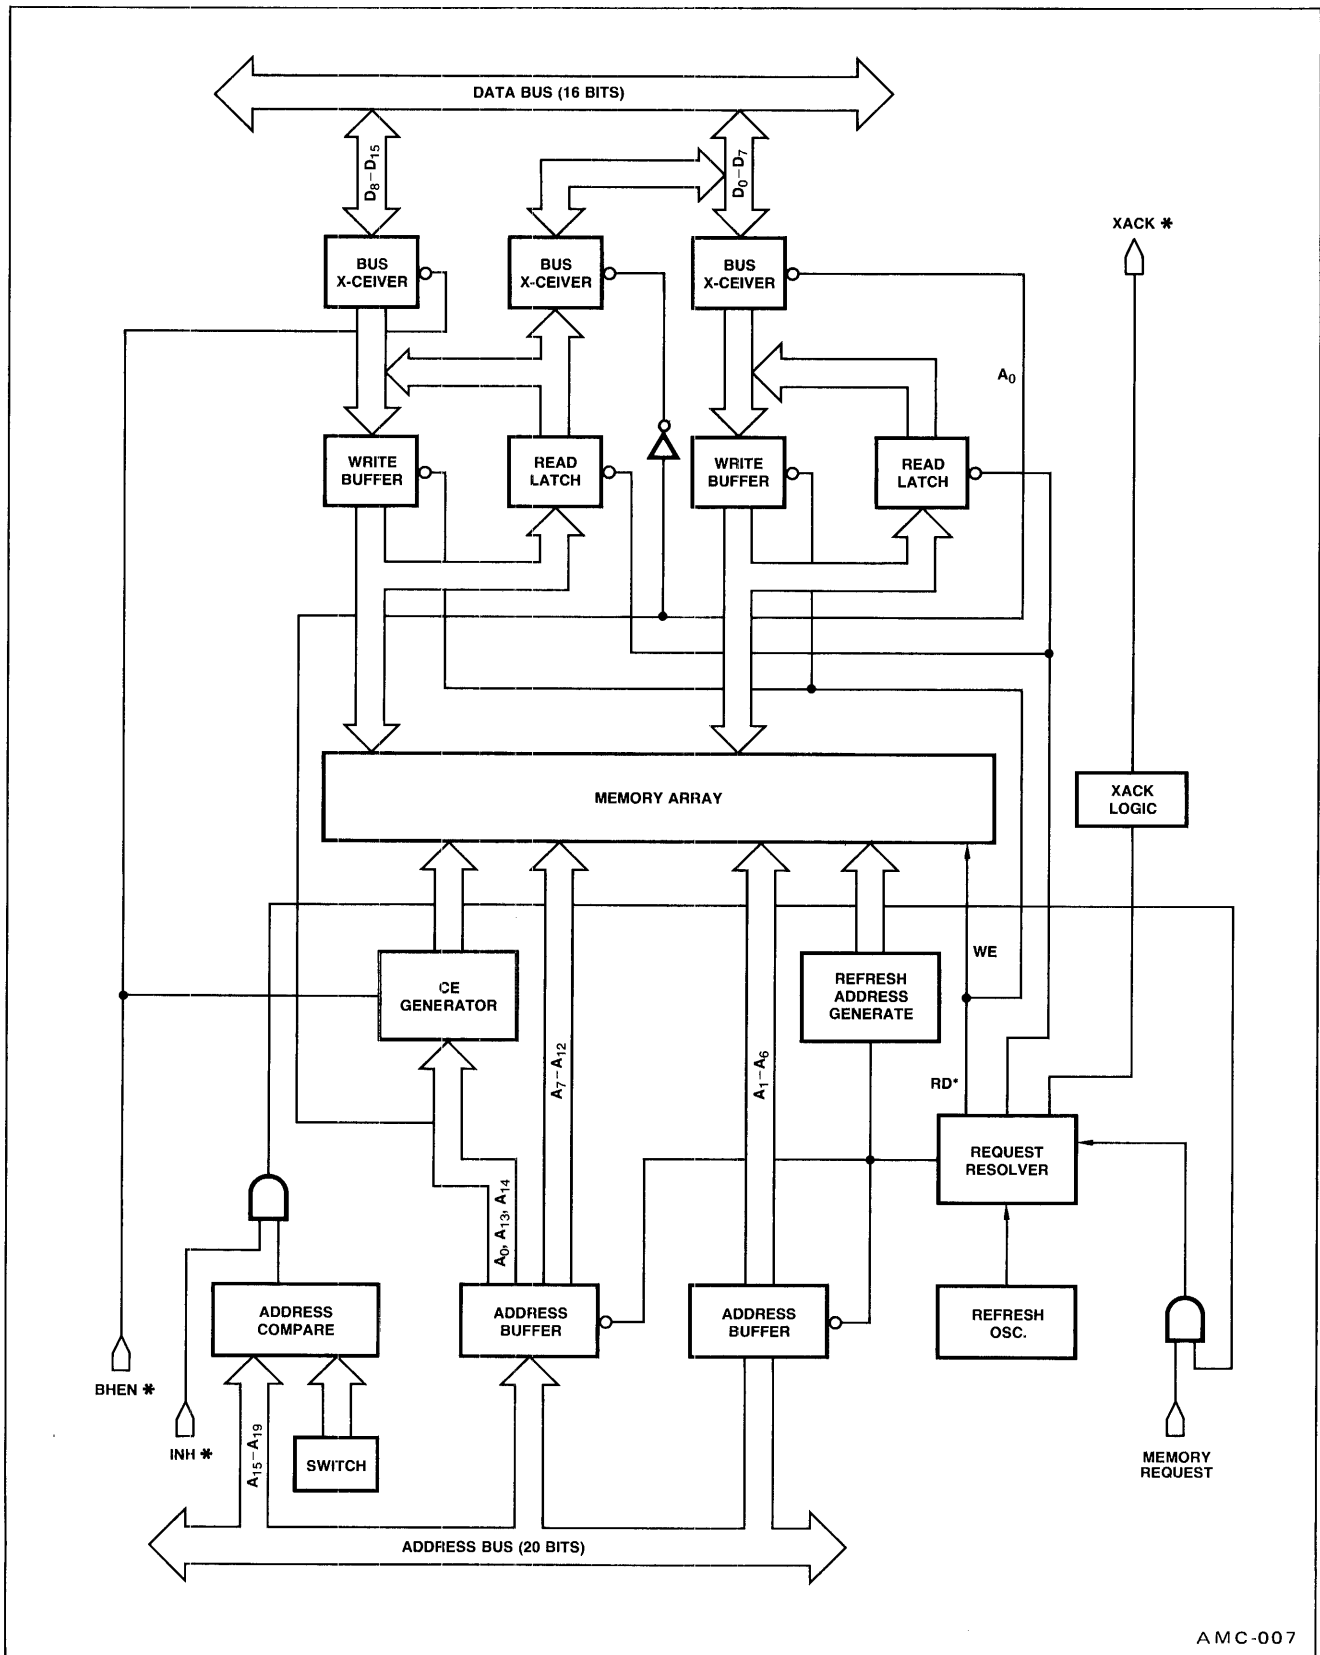 DATA BUS (16 BITS)
D8–D15
D0–D7
XACK *
BUS
X-CEIVER
BUS
X-CEIVER
BUS
X-CEIVER
A0
WRITE
BUFFER
READ
LATCH
WRITE
BUFFER
READ
LATCH
MEMORY ARRAY
XACK
LOGIC
CE
GENERATOR
REFRESH
ADDRESS
GENERATE
WE
A7–A12
A1–A6
RD*
REQUEST
RESOLVER
A0, A13, A14
ADDRESS
COMPARE
ADDRESS
BUFFER
ADDRESS
BUFFER
REFRESH
OSC.
BHEN *
INH *
A15–A19
SWITCH
MEMORY
REQUEST
ADDRESS BUS (20 BITS)
AMC-007